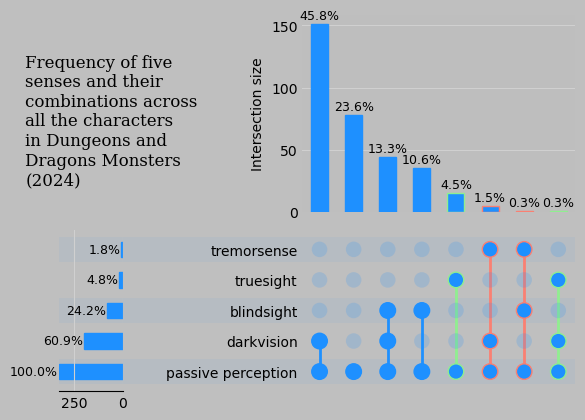 Frequency of five
senses and their
combinations across
all the characters
in Dungeons and
Dragons Monsters
(2024)
Intersection size
150
100
50
0
45.8%
23.6%
13.3%
10.6%
4.5%
1.5%
0.3%
0.3%
1.8%
tremorsense
4.8%
truesight
24.2%
blindsight
60.9%
darkvision
100.0%
passive perception
250
0